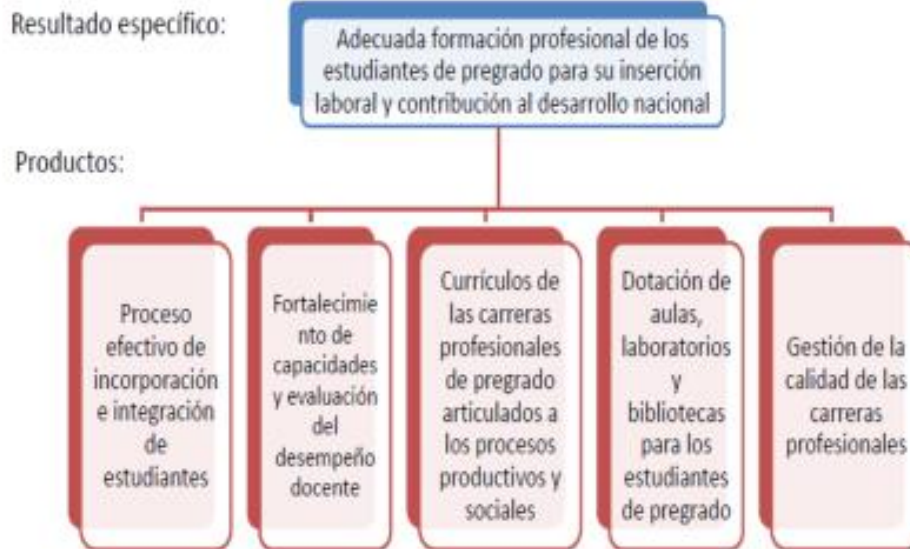 Resultado específico:
Adecuada formación profesional de los
estudiantes de pregrado para su inserción
laboral y contribución al desarrollo nacional
Productos:
Proceso
efectivo de
incorporación
e integración
de
estudiantes
Fortalecimie
nto de
capacidades
y evaluación
del
desempeño
docente
Currículos de
las carreras
profesionales
de pregrado
articulados a
los procesos
productivos y
sociales
Dotación de
aulas,
laboratorios
y
bibliotecas
para los
estudiantes
de pregrado
Gestión de la
calidad de las
carreras
profesionales